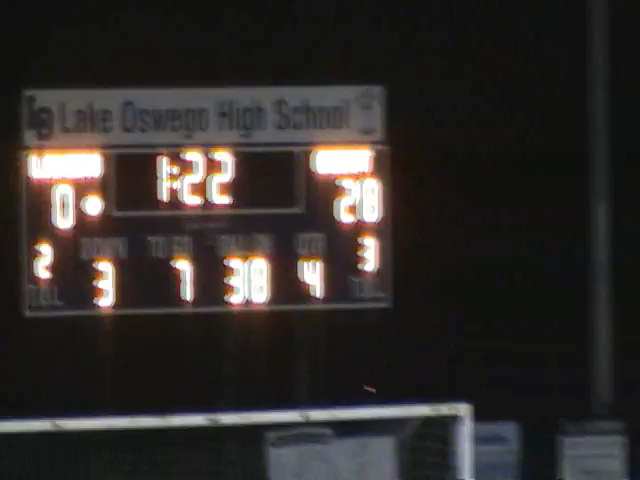 LO Lake Oswego High School
1:22
0 28
DOWN TO GO BALL ON QTR
2 3 7 38 4 3
T.O.L. T.O.L.